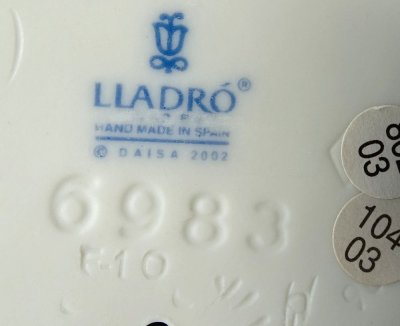 LLADRÓ®
HAND MADE IN SPAIN
© DAISA 2002
6983
F-10
03
104
03